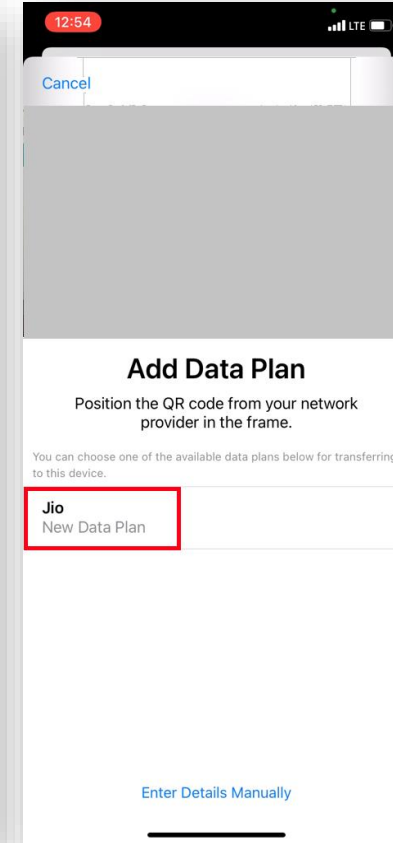 12:54
LTE
Cancel
Add Data Plan
Position the QR code from your network
provider in the frame.
You can choose one of the available data plans below for transferring
to this device.
Jio
New Data Plan
Enter Details Manually